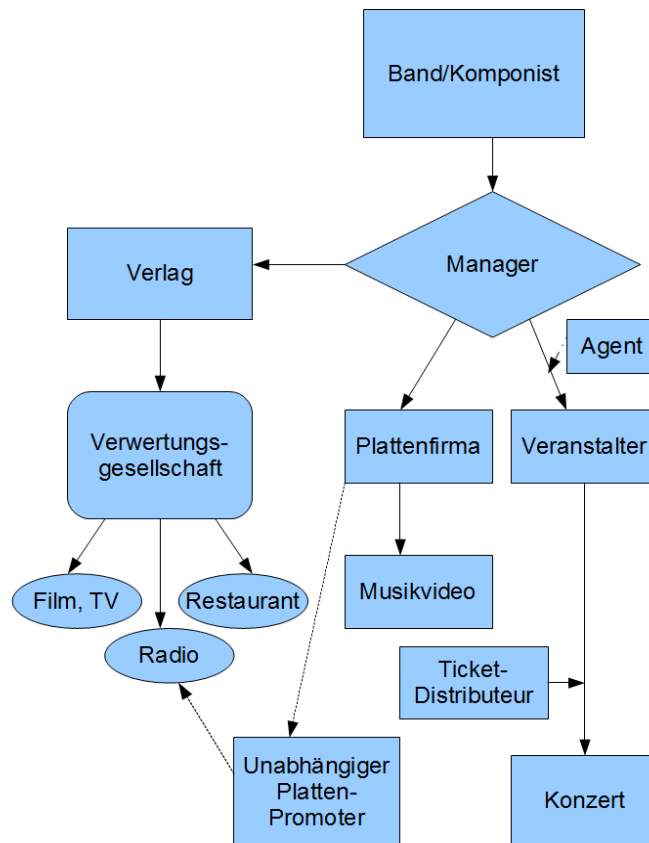 Band/Komponist
Verlag
Manager
Agent
Verwertungs-
gesellschaft
Plattenfirma
Veranstalter
Film, TV
Restaurant
Musikvideo
Radio
Ticket-
Distributeur
Unabhängiger
Platten-
Promoter
Konzert